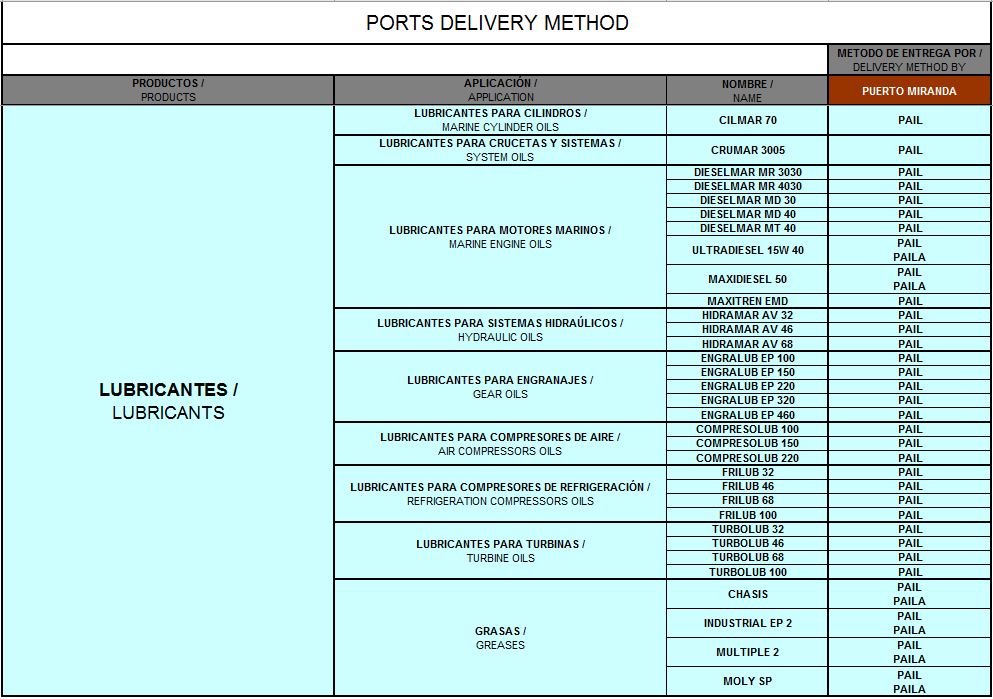 PORTS DELIVERY METHOD
METODO DE ENTREGA POR /
DELIVERY METHOD BY
PRODUCTOS /
PRODUCTS
APLICACIÓN /
APPLICATION
NOMBRE /
NAME
PUERTO MIRANDA
LUBRICANTES /
LUBRICANTS
LUBRICANTES PARA CILINDROS /
MARINE CYLINDER OILS
CILMAR 70
PAIL
LUBRICANTES PARA CRUCETAS Y SISTEMAS /
SYSTEM OILS
CRUMAR 3005
PAIL
LUBRICANTES PARA MOTORES MARINOS /
MARINE ENGINE OILS
DIESELMAR MR 3030
PAIL
DIESELMAR MR 4030
PAIL
DIESELMAR MD 30
PAIL
DIESELMAR MD 40
PAIL
DIESELMAR MT 40
PAIL
ULTRADIESEL 15W 40
PAIL
PAILA
MAXIDIESEL 50
PAIL
PAILA
MAXITREN EMD
PAIL
LUBRICANTES PARA SISTEMAS HIDRAÚLICOS /
HYDRAULIC OILS
HIDRAMAR AV 32
PAIL
HIDRAMAR AV 46
PAIL
HIDRAMAR AV 68
PAIL
LUBRICANTES PARA ENGRANAJES /
GEAR OILS
ENGRALUB EP 100
PAIL
ENGRALUB EP 150
PAIL
ENGRALUB EP 220
PAIL
ENGRALUB EP 320
PAIL
ENGRALUB EP 460
PAIL
LUBRICANTES PARA COMPRESORES DE AIRE /
AIR COMPRESSORS OILS
COMPRESOLUB 100
PAIL
COMPRESOLUB 150
PAIL
COMPRESOLUB 220
PAIL
LUBRICANTES PARA COMPRESORES DE REFRIGERACIÓN /
REFRIGERATION COMPRESSORS OILS
FRILUB 32
PAIL
FRILUB 46
PAIL
FRILUB 68
PAIL
FRILUB 100
PAIL
LUBRICANTES PARA TURBINAS /
TURBINE OILS
TURBOLUB 32
PAIL
TURBOLUB 46
PAIL
TURBOLUB 68
PAIL
TURBOLUB 100
PAIL
GRASAS /
GREASES
CHASIS
PAIL
PAILA
INDUSTRIAL EP 2
PAIL
PAILA
MULTIPLE 2
PAIL
PAILA
MOLY SP
PAIL
PAILA